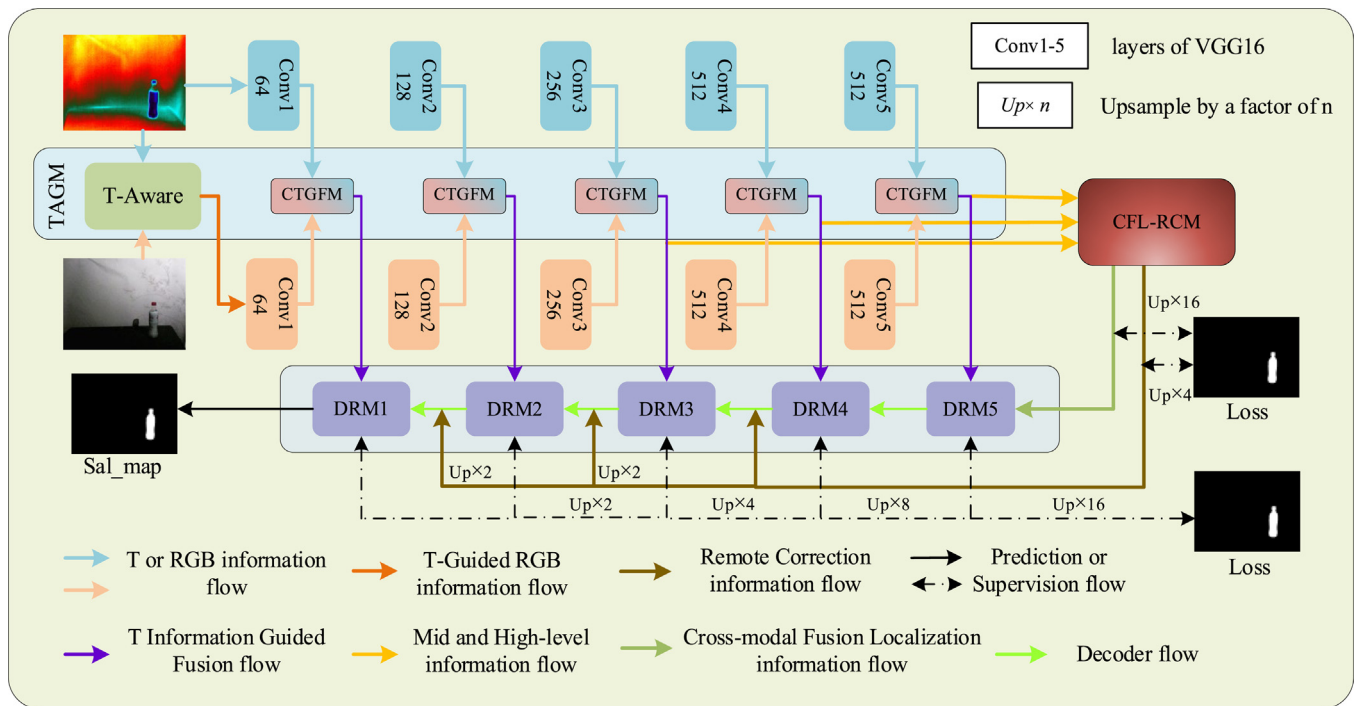 Conv1
64
Conv2
128
Conv3
256
Conv4
512
Conv5
512
Conv1-5
layers of VGG16
Up× n
Upsample by a factor of n
TAGM
T-Aware
CTGFM
CTGFM
CTGFM
CTGFM
CTGFM
CFL-RCM
Conv1
64
Conv2
128
Conv3
256
Conv4
512
Conv5
512
Up×16
Up×4
Loss
DRM1
DRM2
DRM3
DRM4
DRM5
Sal_map
Up×2
Up×2
Up×2
Up×4
Up×8
Up×16
Loss
T or RGB information
flow
T-Guided RGB
information flow
Remote Correction
information flow
Prediction or
Supervision flow
T Information Guided
Fusion flow
Mid and High-level
information flow
Cross-modal Fusion Localization
information flow
Decoder flow